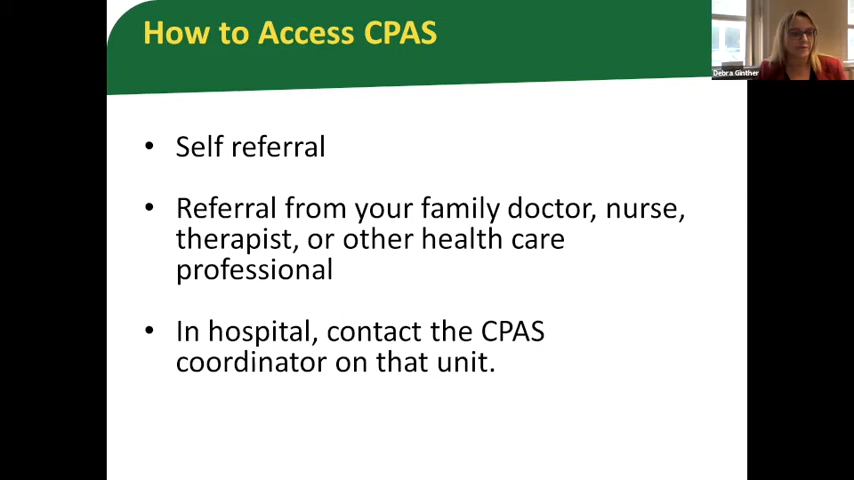 How to Access CPAS
Debra Ginther
• Self referral
• Referral from your family doctor, nurse,
therapist, or other health care
professional
• In hospital, contact the CPAS
coordinator on that unit.